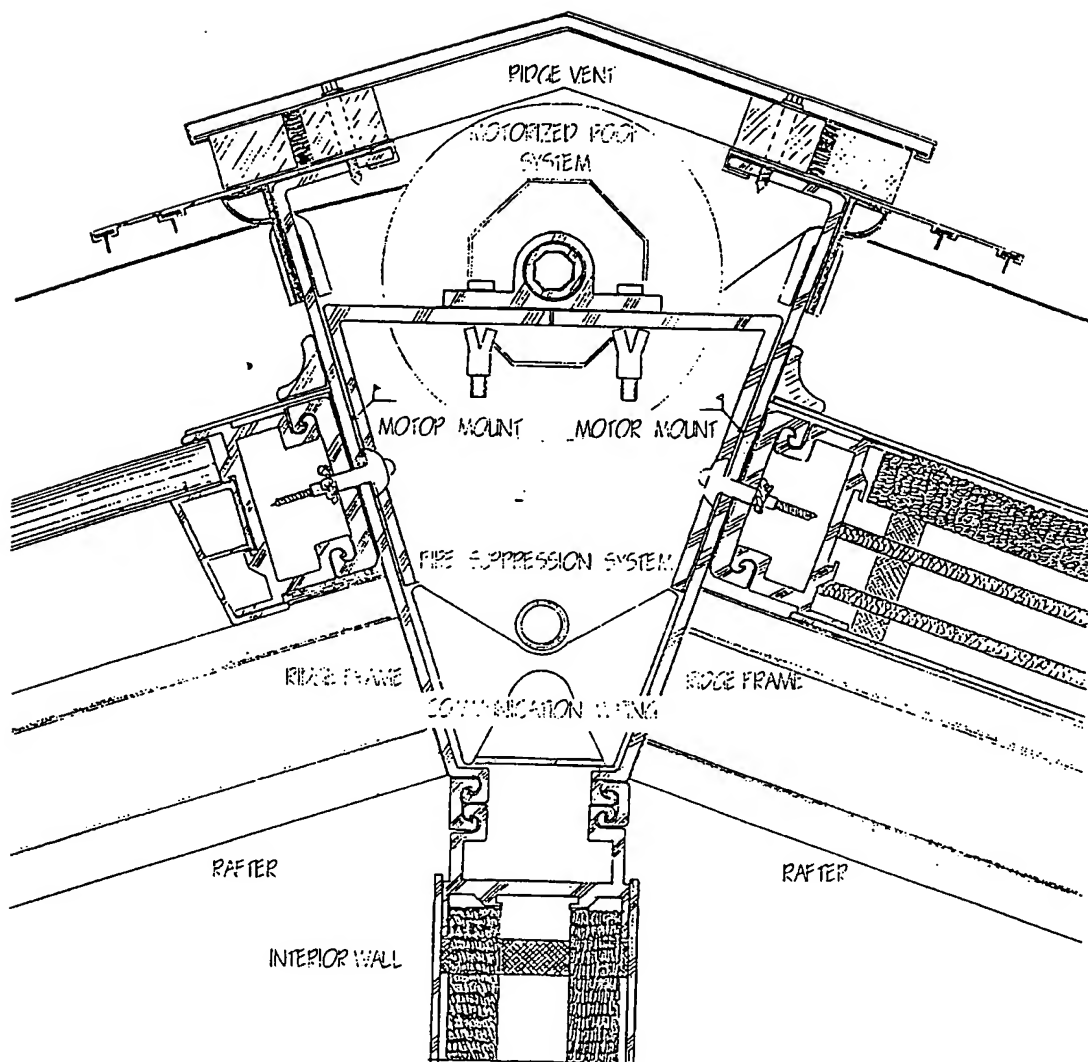 RIDGE VENT
MOTORIZED ROOF
SYSTEM
MOTOR MOUNT
MOTOR MOUNT
FIRE SUPPRESSION SYSTEM
RIDGE FRAME
RIDGE FRAME
COMMUNICATION WIRING
RAFTER
RAFTER
INTERIOR WALL